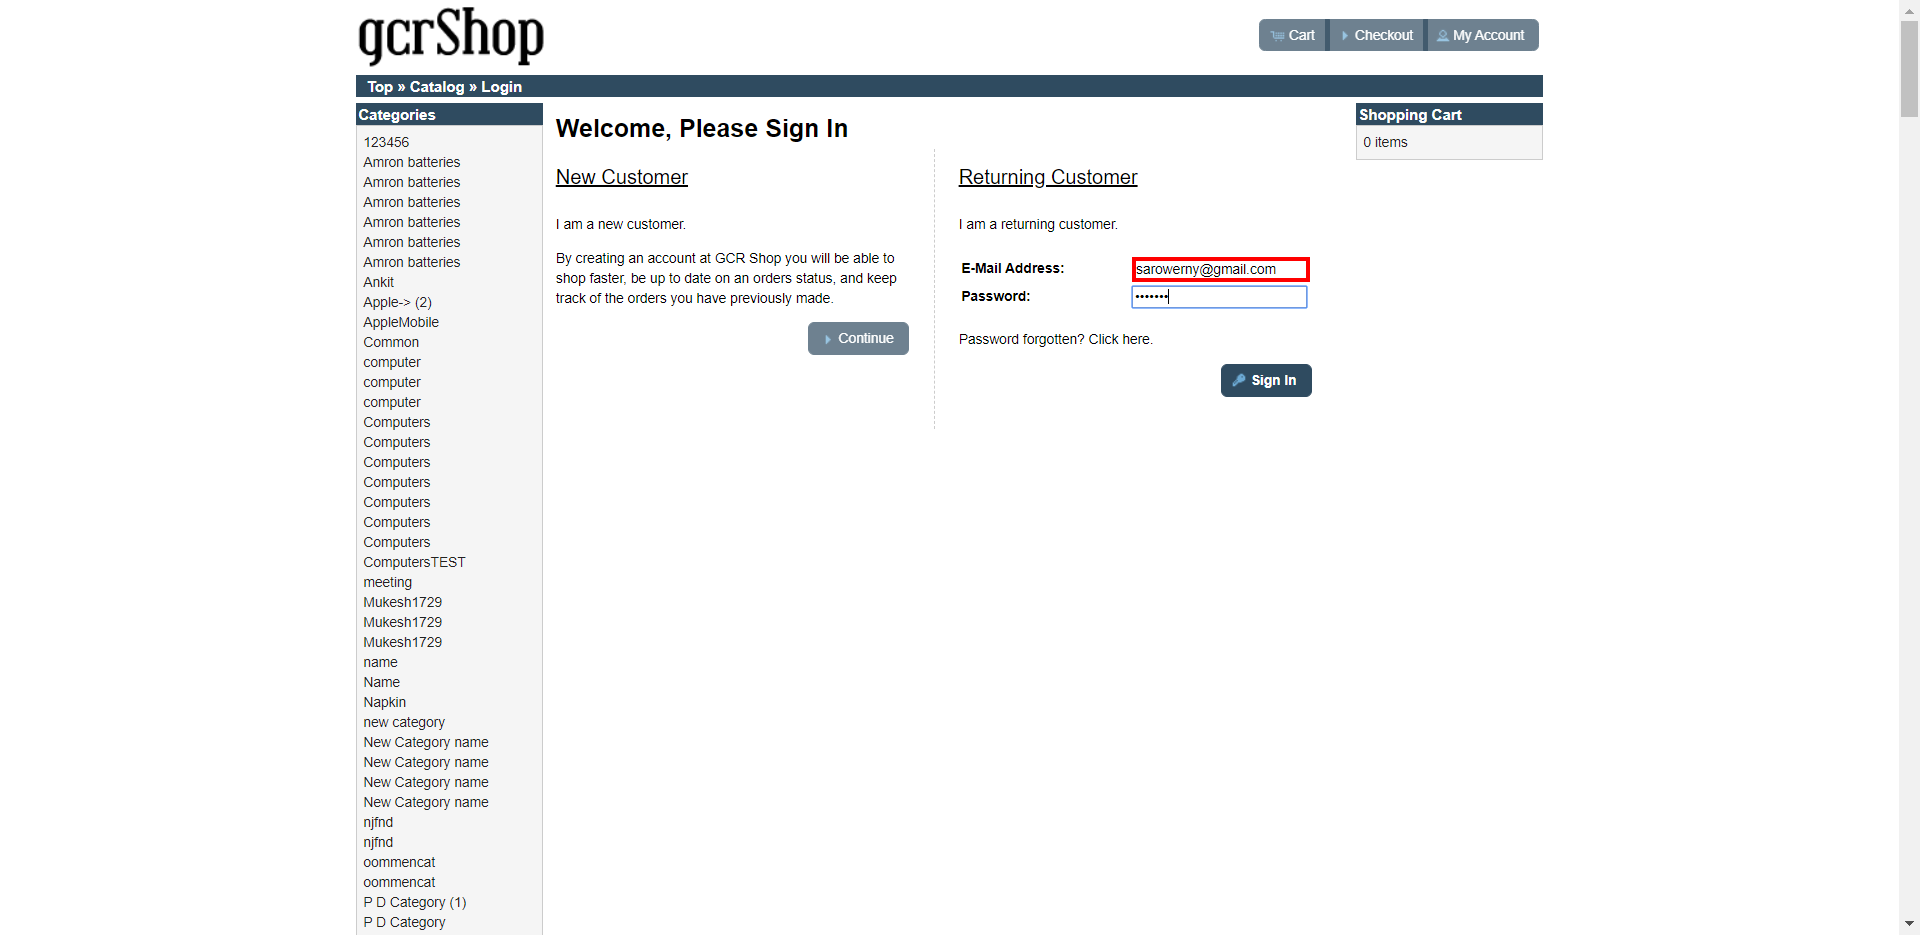 gcrShop
Cart
Checkout
My Account
Top » Catalog » Login
Categories
123456
Amron batteries
Amron batteries
Amron batteries
Amron batteries
Amron batteries
Amron batteries
Ankit
Apple-> (2)
AppleMobile
Common
computer
computer
computer
Computers
Computers
Computers
Computers
Computers
Computers
Computers
ComputersTEST
meeting
Mukesh1729
Mukesh1729
Mukesh1729
name
Name
Napkin
new category
New Category name
New Category name
New Category name
New Category name
njfnd
njfnd
oommencat
oommencat
P D Category (1)
P D Category
Welcome, Please Sign In
New Customer
I am a new customer.
By creating an account at GCR Shop you will be able to
shop faster, be up to date on an orders status, and keep
track of the orders you have previously made.
Continue
Returning Customer
I am a returning customer.
E-Mail Address: sarowerny@gmail.com
Password: •••••••
Password forgotten? Click here.
Sign In
Shopping Cart
0 items